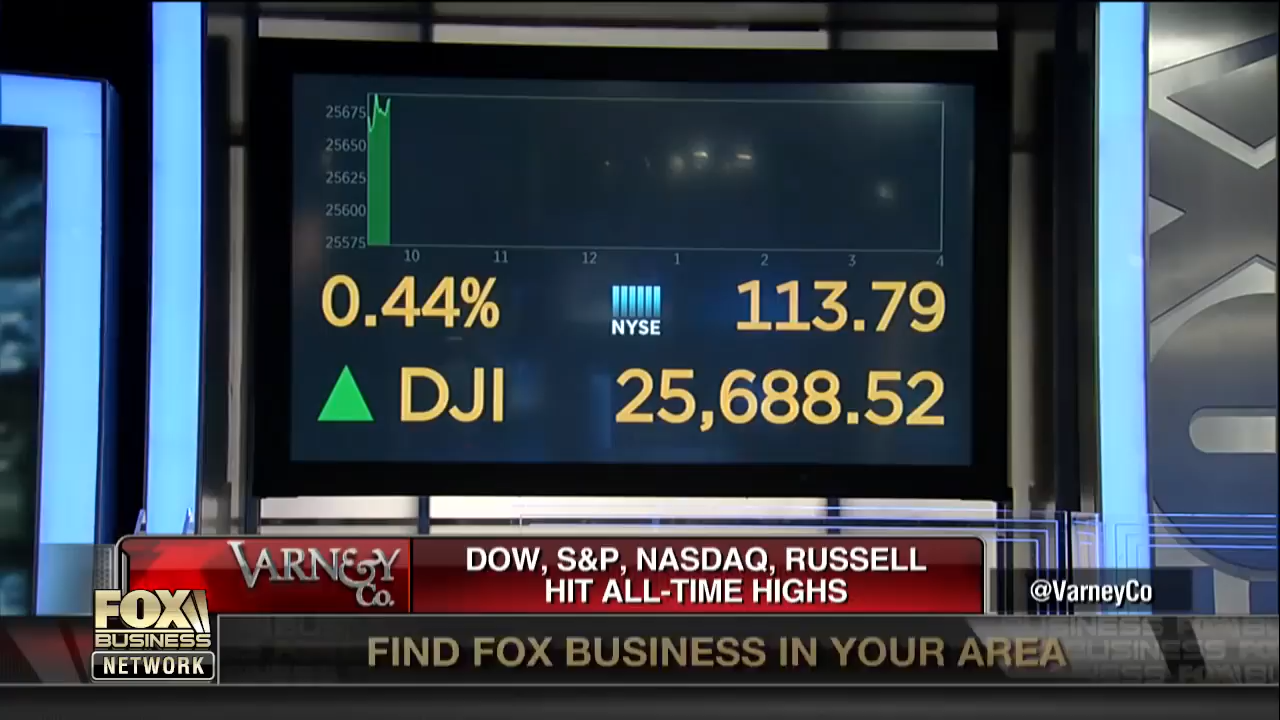 25675
25650
25625
25600
25575
10 11 12 1 2 3 4
0.44% NYSE 113.79
DJI 25,688.52
VARNEY & Co.
DOW, S&P, NASDAQ, RUSSELL
HIT ALL-TIME HIGHS
@VarneyCo
FOX
BUSINESS
NETWORK
FIND FOX BUSINESS IN YOUR AREA